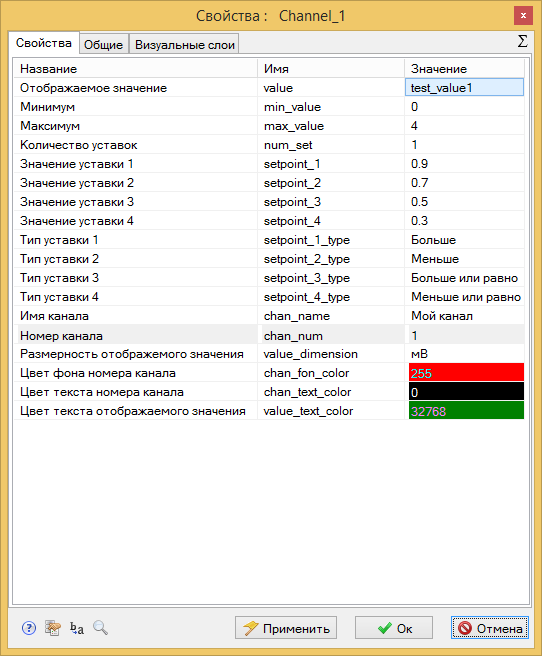 Свойства : Channel_1
x
Свойства Общие Визуальные слои Σ
Название Имя Значение
Отображаемое значение value test_value1
Минимум min_value 0
Максимум max_value 4
Количество уставок num_set 1
Значение уставки 1 setpoint_1 0.9
Значение уставки 2 setpoint_2 0.7
Значение уставки 3 setpoint_3 0.5
Значение уставки 4 setpoint_4 0.3
Тип уставки 1 setpoint_1_type Больше
Тип уставки 2 setpoint_2_type Меньше
Тип уставки 3 setpoint_3_type Больше или равно
Тип уставки 4 setpoint_4_type Меньше или равно
Имя канала chan_name Мой канал
Номер канала chan_num 1
Размерность отображемого значения value_dimension мВ
Цвет фона номера канала chan_fon_color 255
Цвет текста номера канала chan_text_color 0
Цвет текста отображаемого значения value_text_color 32768
? ba Применить Ок Отмена